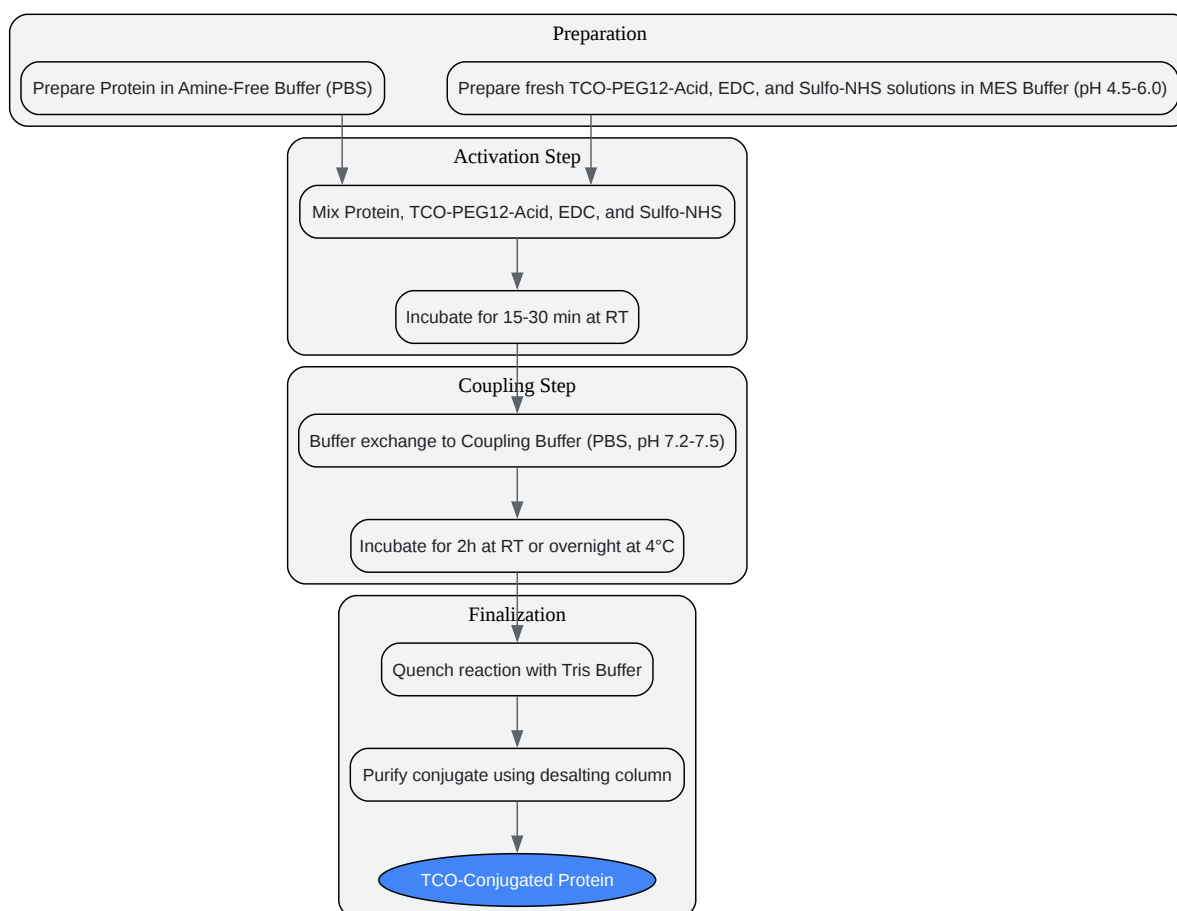 Preparation
Prepare Protein in Amine-Free Buffer (PBS)
Prepare fresh TCO-PEG12-Acid, EDC, and Sulfo-NHS solutions in MES Buffer (pH 4.5-6.0)
Activation Step
Mix Protein, TCO-PEG12-Acid, EDC, and Sulfo-NHS
Incubate for 15-30 min at RT
Coupling Step
Buffer exchange to Coupling Buffer (PBS, pH 7.2-7.5)
Incubate for 2h at RT or overnight at 4°C
Finalization
Quench reaction with Tris Buffer
Purify conjugate using desalting column
TCO-Conjugated Protein